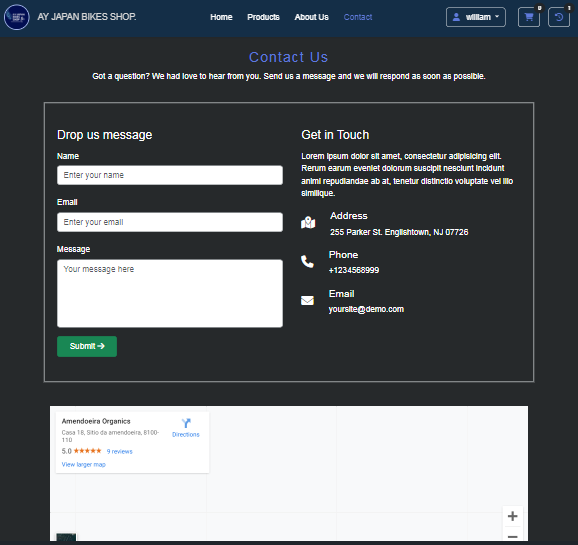 AY JAPAN BIKES SHOP.
Home Products About Us Contact
william
0
1
Contact Us
Got a question? We had love to hear from you. Send us a message and we will respond as soon as possible.
Drop us message
Name
Enter your name
Email
Enter your email
Message
Your message here
Submit
Get in Touch
Lorem ipsum dolor sit amet, consectetur adipisicing elit.
Rerum earum eveniet dolorum suscipit nesciunt incidunt
animi repudiandae ab at, tenetur distinctio voluptate vel illo
similique.
Address
255 Parker St. Englishtown, NJ 07726
Phone
+1234568999
Email
yoursite@demo.com
Amendoeira Organics
Casa 18, Sitio da amendoeira, 8100-
110
Directions
5.0 ★★★★★ 9 reviews
View larger map
+
−